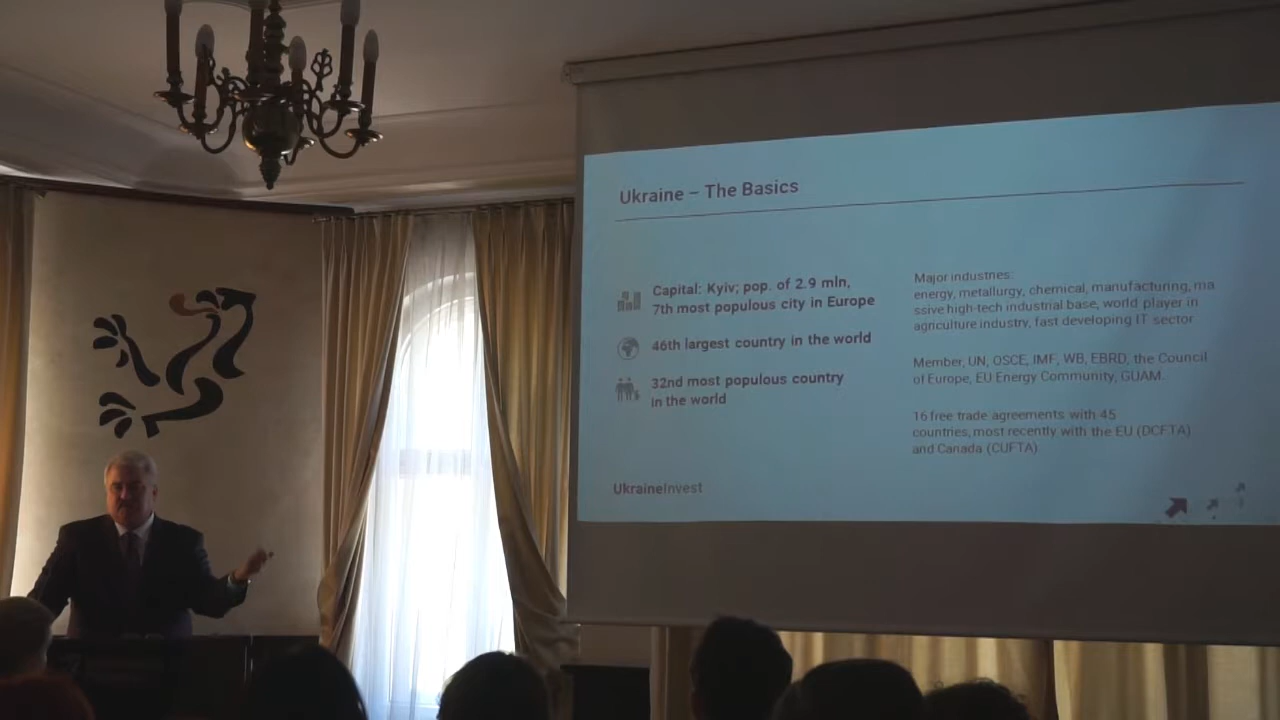 Ukraine – The Basics
Capital: Kyiv; pop. of 2.9 mln,
7th most populous city in Europe
46th largest country in the world
32nd most populous country
in the world
Major industries:
energy, metallurgy, chemical, manufacturing, ma
ssive high-tech industrial base, world player in
agriculture industry, fast developing IT sector
Member, UN, OSCE, IMF, WB, EBRD, the Council
of Europe, EU Energy Community, GUAM.
16 free trade agreements with 45
countries, most recently with the EU (DCFTA)
and Canada (CUFTA)
UkraineInvest